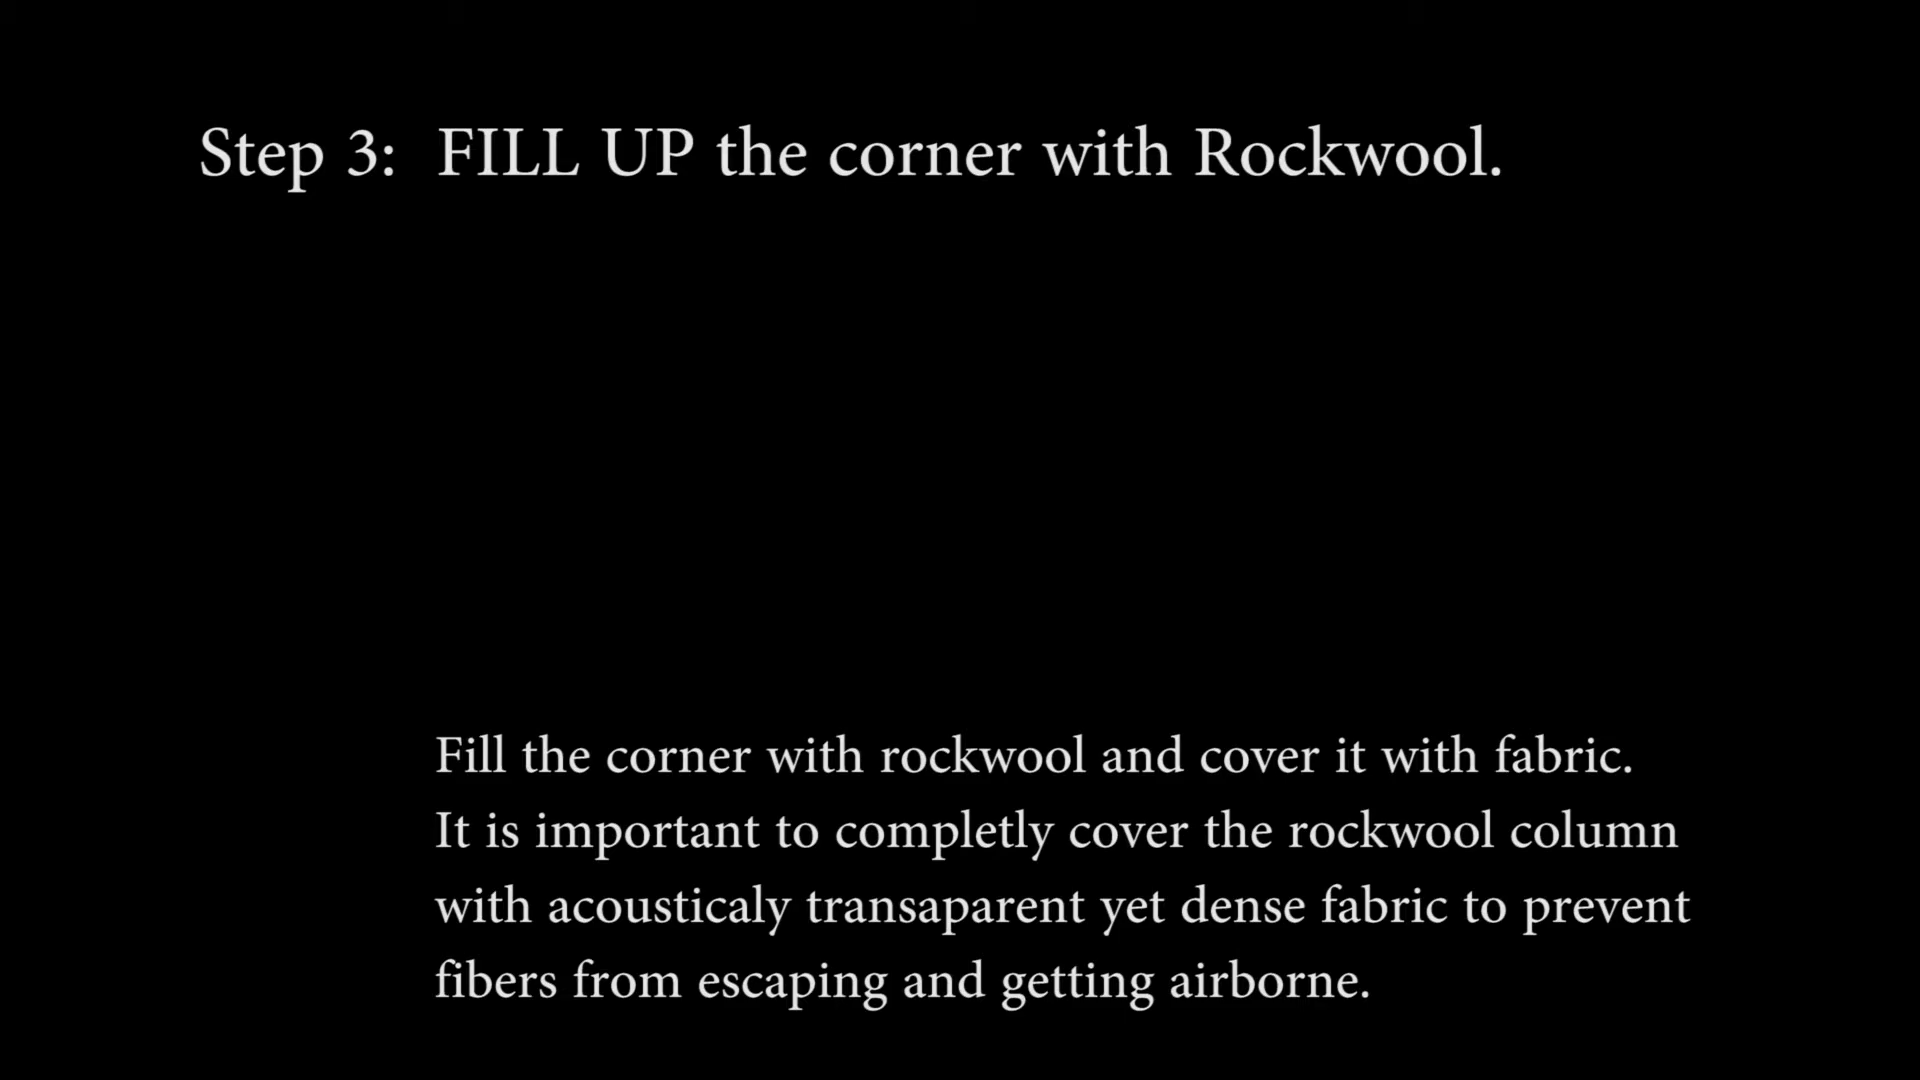 Step 3: FILL UP the corner with Rockwool.
Fill the corner with rockwool and cover it with fabric.
It is important to completly cover the rockwool column
with acousticaly transaparent yet dense fabric to prevent
fibers from escaping and getting airborne.